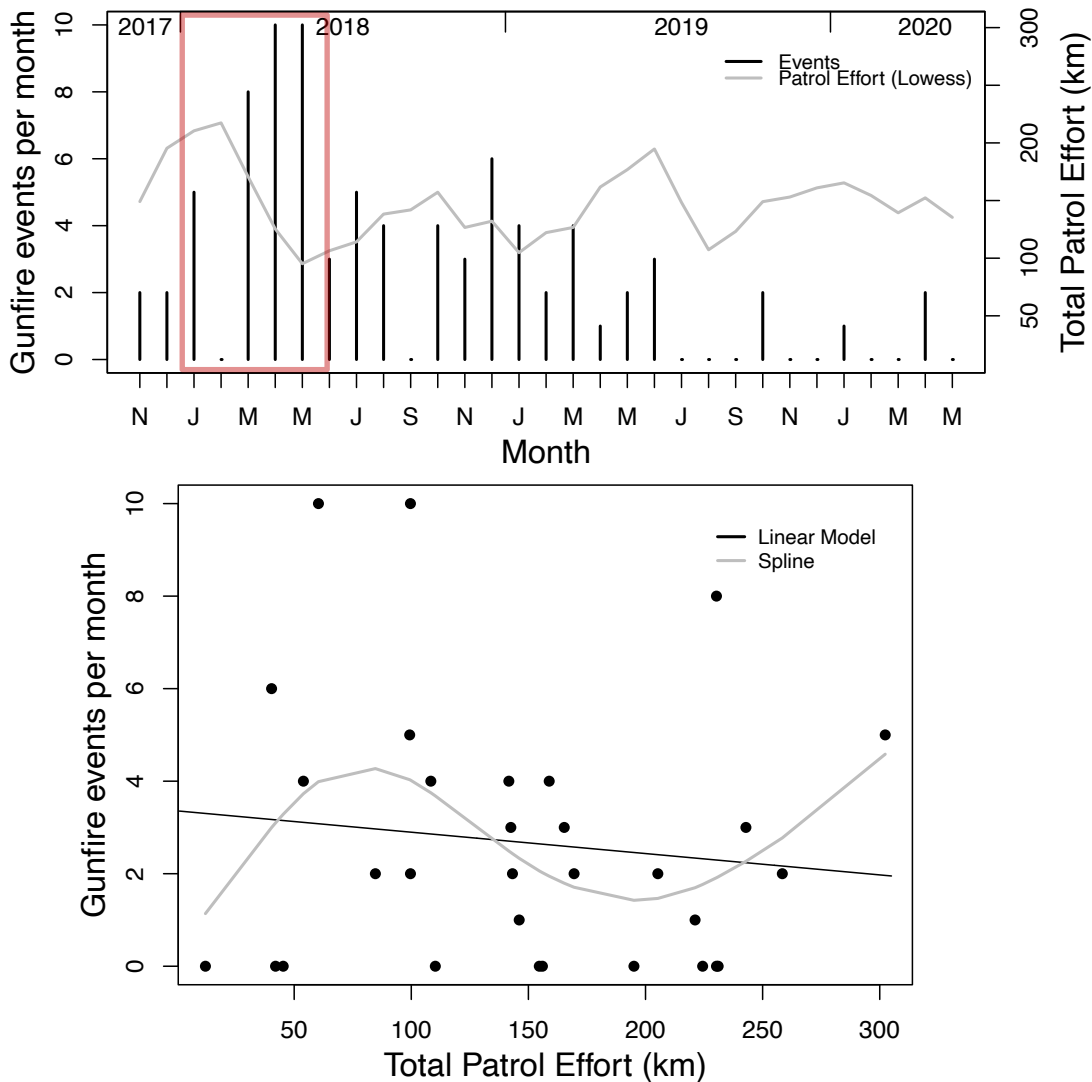 2017 2018 2019 2020
Gunfire events per month
0 2 4 6 8 10
Events
Patrol Effort (Lowess)
50 100 200 300
Total Patrol Effort (km)
N J M M J S N J M M J S N J M M
Month
Gunfire events per month
0 2 4 6 8 10
Linear Model
Spline
50 100 150 200 250 300
Total Patrol Effort (km)